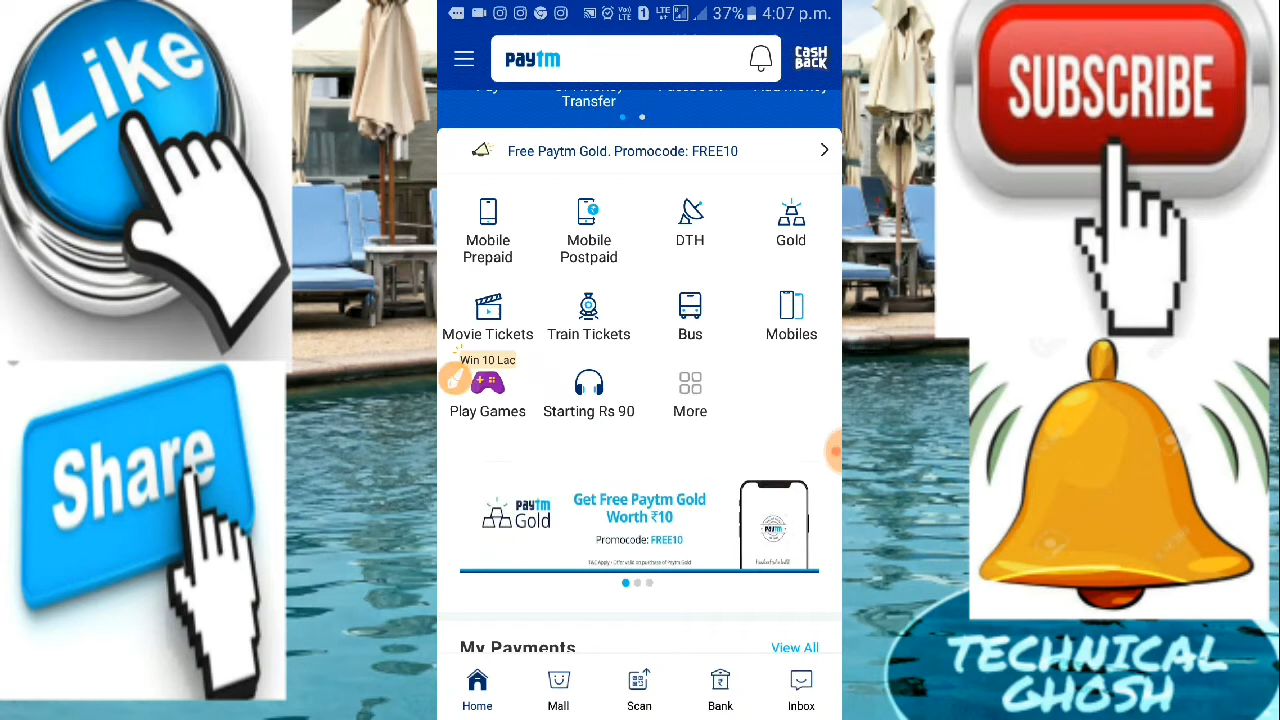 Like
SUBSCRIBE
Share
TECHNICAL
GHOSH
37% 4:07 p.m.
paytm
CASH
BACK
Transfer
Free Paytm Gold. Promocode: FREE10
Mobile
Prepaid
Mobile
Postpaid
DTH
Gold
Movie Tickets
Train Tickets
Bus
Mobiles
Win 10 Lac
Play Games
Starting Rs 90
More
paytm
Gold
Get Free Paytm Gold
Worth ₹10
Promocode: FREE10
paytm
My Payments
View All
Home
Mall
Scan
Bank
Inbox